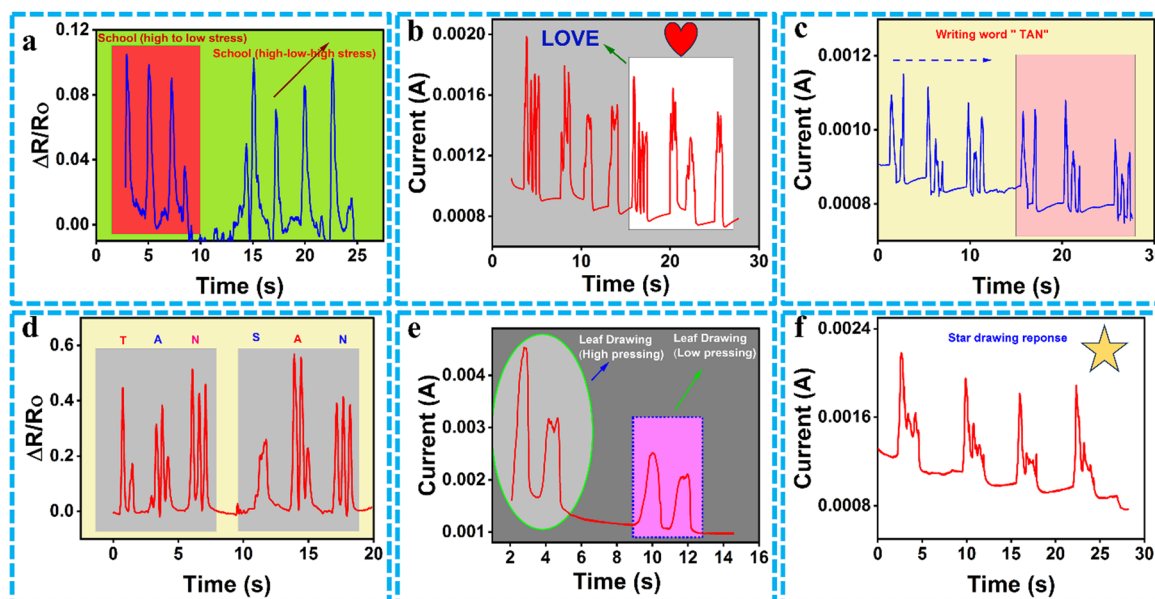 a
School (high to low stress)
School (high-low-high stress)
ΔR/Ro
0.12
0.08
0.04
0.00
0 5 10 15 20 25
Time (s)
b
LOVE
Current (A)
0.0020
0.0016
0.0012
0.0008
0 10 20 30
Time (s)
c
Writing word " TAN"
Current (A)
0.0012
0.0010
0.0008
0 10 20 30
Time (s)
d
T A N S A N
ΔR/Ro
0.6
0.4
0.2
0.0
0 5 10 15 20
Time (s)
e
Leaf Drawing
(High pressing)
Leaf Drawing
(Low pressing)
Current (A)
0.004
0.003
0.002
0.001
2 4 6 8 10 12 14 16
Time (s)
f
Star drawing reponse
Current (A)
0.0024
0.0016
0.0008
0 5 10 15 20 25 30
Time (s)